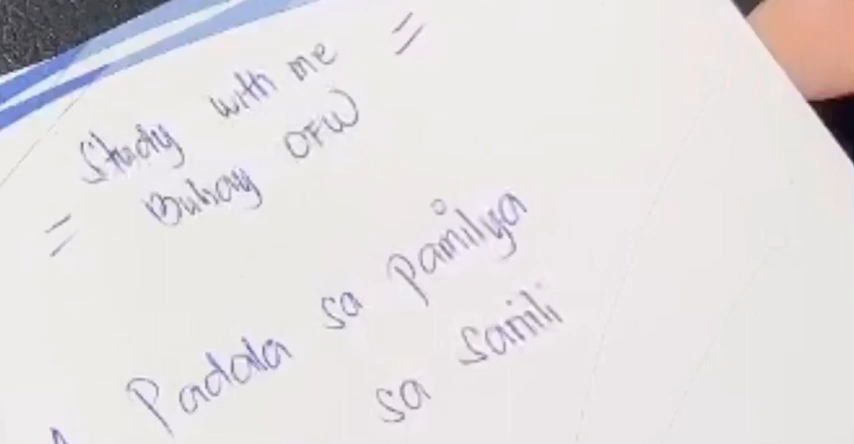 Study with me =
= Buhay OFW
Padala sa pamilya
sa sarili